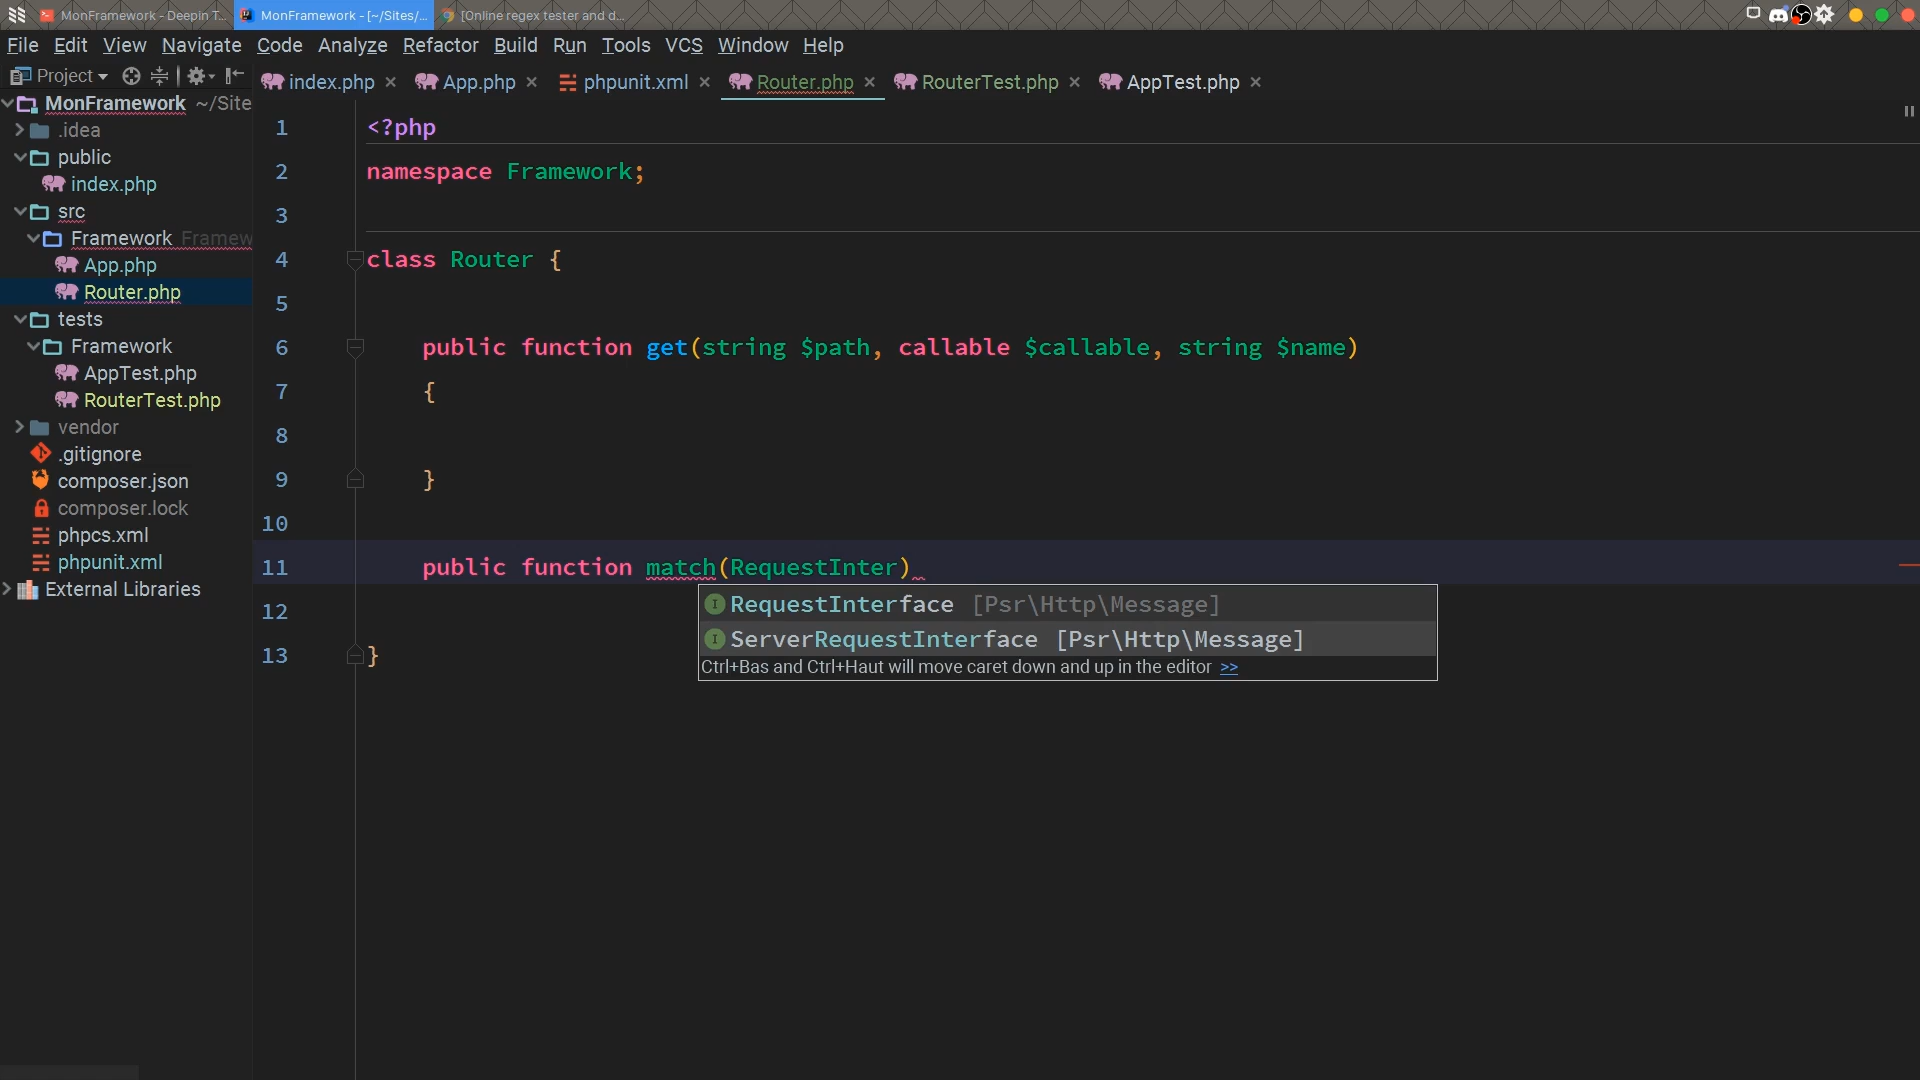 MonFramework - Deepin T...
MonFramework - [~/Sites/...
[Online regex tester and d...
File Edit View Navigate Code Analyze Refactor Build Run Tools VCS Window Help
Project
index.php
App.php
phpunit.xml
Router.php
RouterTest.php
AppTest.php
MonFramework ~/Site
.idea
public
index.php
src
Framework Framew
App.php
Router.php
tests
Framework
AppTest.php
RouterTest.php
vendor
.gitignore
composer.json
composer.lock
phpcs.xml
phpunit.xml
External Libraries
1 <?php
2 namespace Framework;
3
4 class Router {
5
6 public function get(string $path, callable $callable, string $name)
7 {
8
9 }
10
11 public function match(RequestInter)
12
13 }
RequestInterface [Psr\Http\Message]
ServerRequestInterface [Psr\Http\Message]
Ctrl+Bas and Ctrl+Haut will move caret down and up in the editor >>